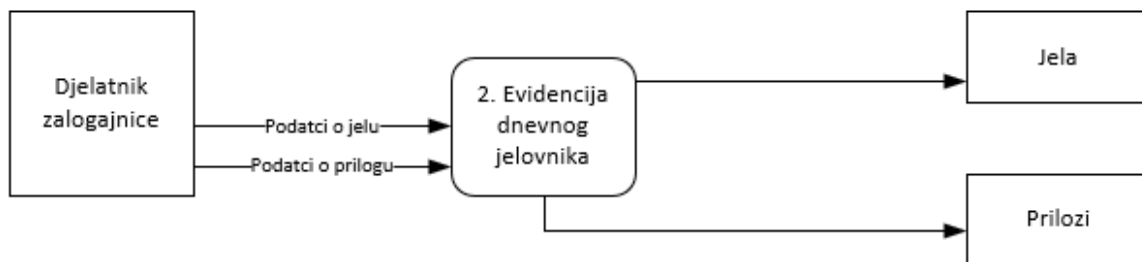 Djelatnik
zalogajnice
Podatci o jelu
Podatci o prilogu
2. Evidencija
dnevnog
jelovnika
Jela
Prilozi